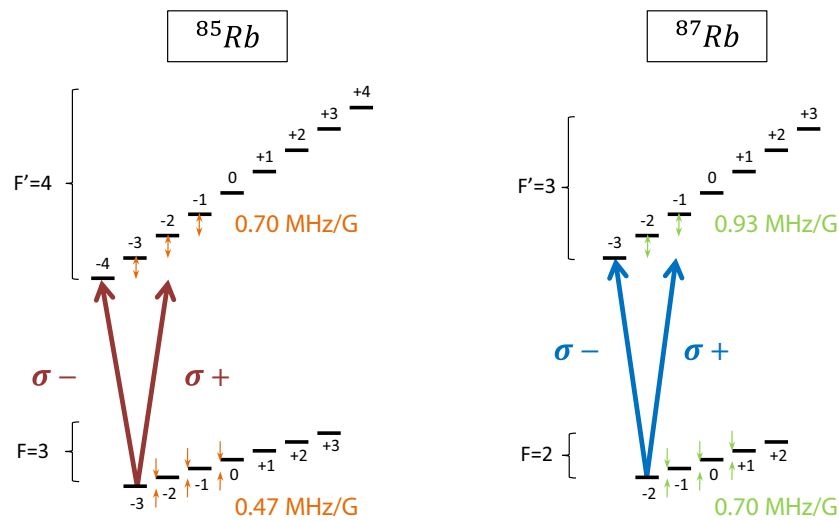 ⁸⁵Rb
+4
+3
+2
+1
0
-1
-2
-3
-4
F'=4
0.70 MHz/G
σ −
σ +
F=3
+3
+2
+1
0
-1
-2
-3
0.47 MHz/G
⁸⁷Rb
+3
+2
+1
0
-1
-2
-3
F'=3
0.93 MHz/G
σ −
σ +
F=2
+2
+1
0
-1
-2
0.70 MHz/G